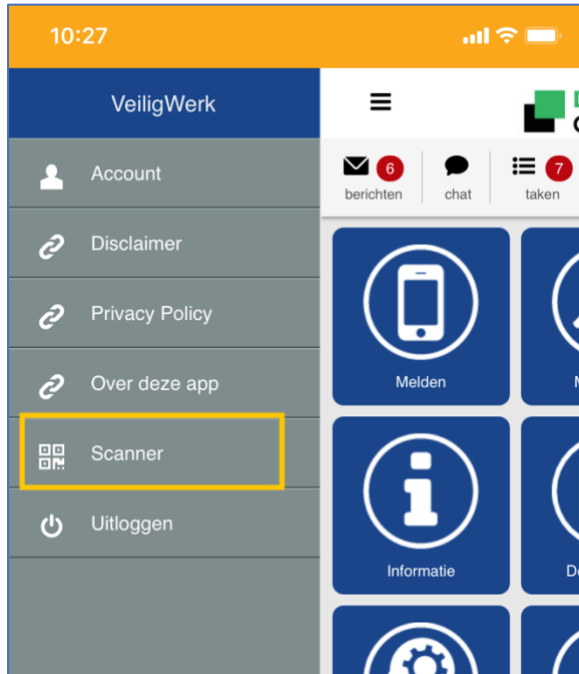 10:27
VeiligWerk
Account
Disclaimer
Privacy Policy
Over deze app
Scanner
Uitloggen
6
7
berichten
chat
taken
Melden
Informatie